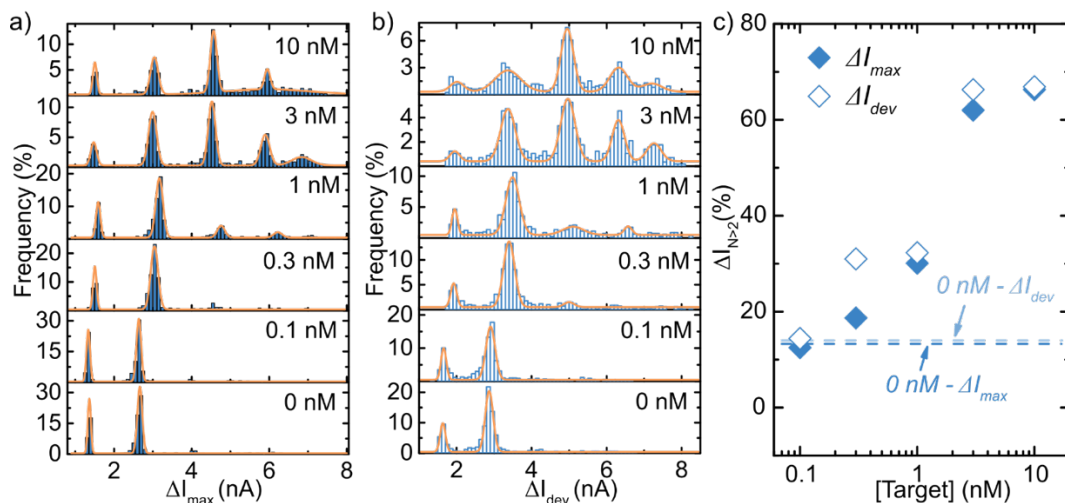 a)
10
5
10 nM
10
5
3 nM
20
10
1 nM
20
10
0.3 nM
30
15
0.1 nM
30
15
0
0 nM
Frequency (%)
2
4
6
8
ΔI_max (nA)
b)
6
3
10 nM
4
2
3 nM
10
5
1 nM
10
5
0.3 nM
10
0.1 nM
20
10
0
0 nM
Frequency (%)
2
4
6
8
ΔI_dev (nA)
c)
80
60
40
20
0
ΔI_N>2 (%)
ΔI_max
ΔI_dev
0 nM - ΔI_dev
0 nM - ΔI_max
0.1
1
10
[Target] (nM)